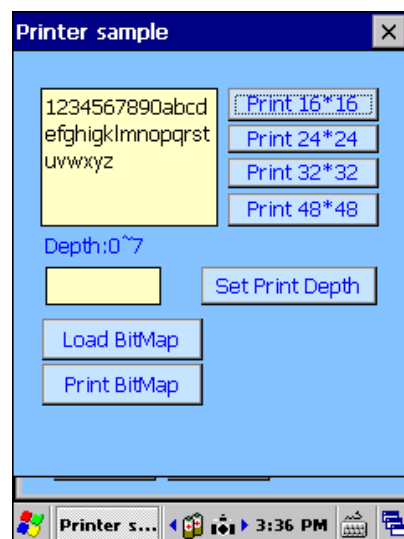 Printer sample
1234567890abcd
efghigklmnopqrst
uvwxyz
Print 16*16
Print 24*24
Print 32*32
Print 48*48
Depth:0~7
Set Print Depth
Load BitMap
Print BitMap
Printer s... 3:36 PM